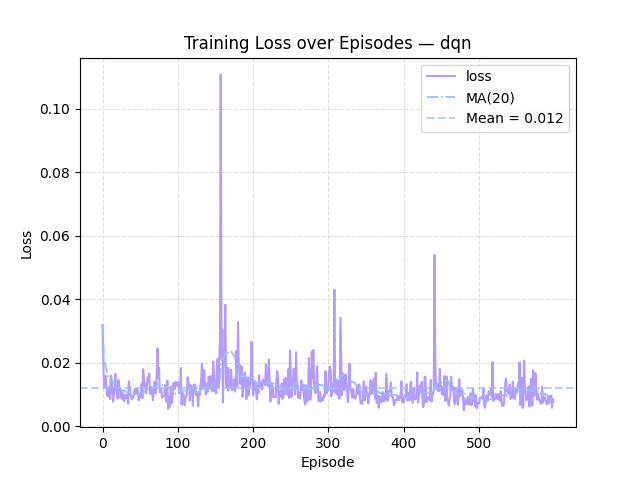 Training Loss over Episodes — dqn
loss
MA(20)
Mean = 0.012
0.10
0.08
0.06
0.04
0.02
0.00
Loss
0 100 200 300 400 500
Episode